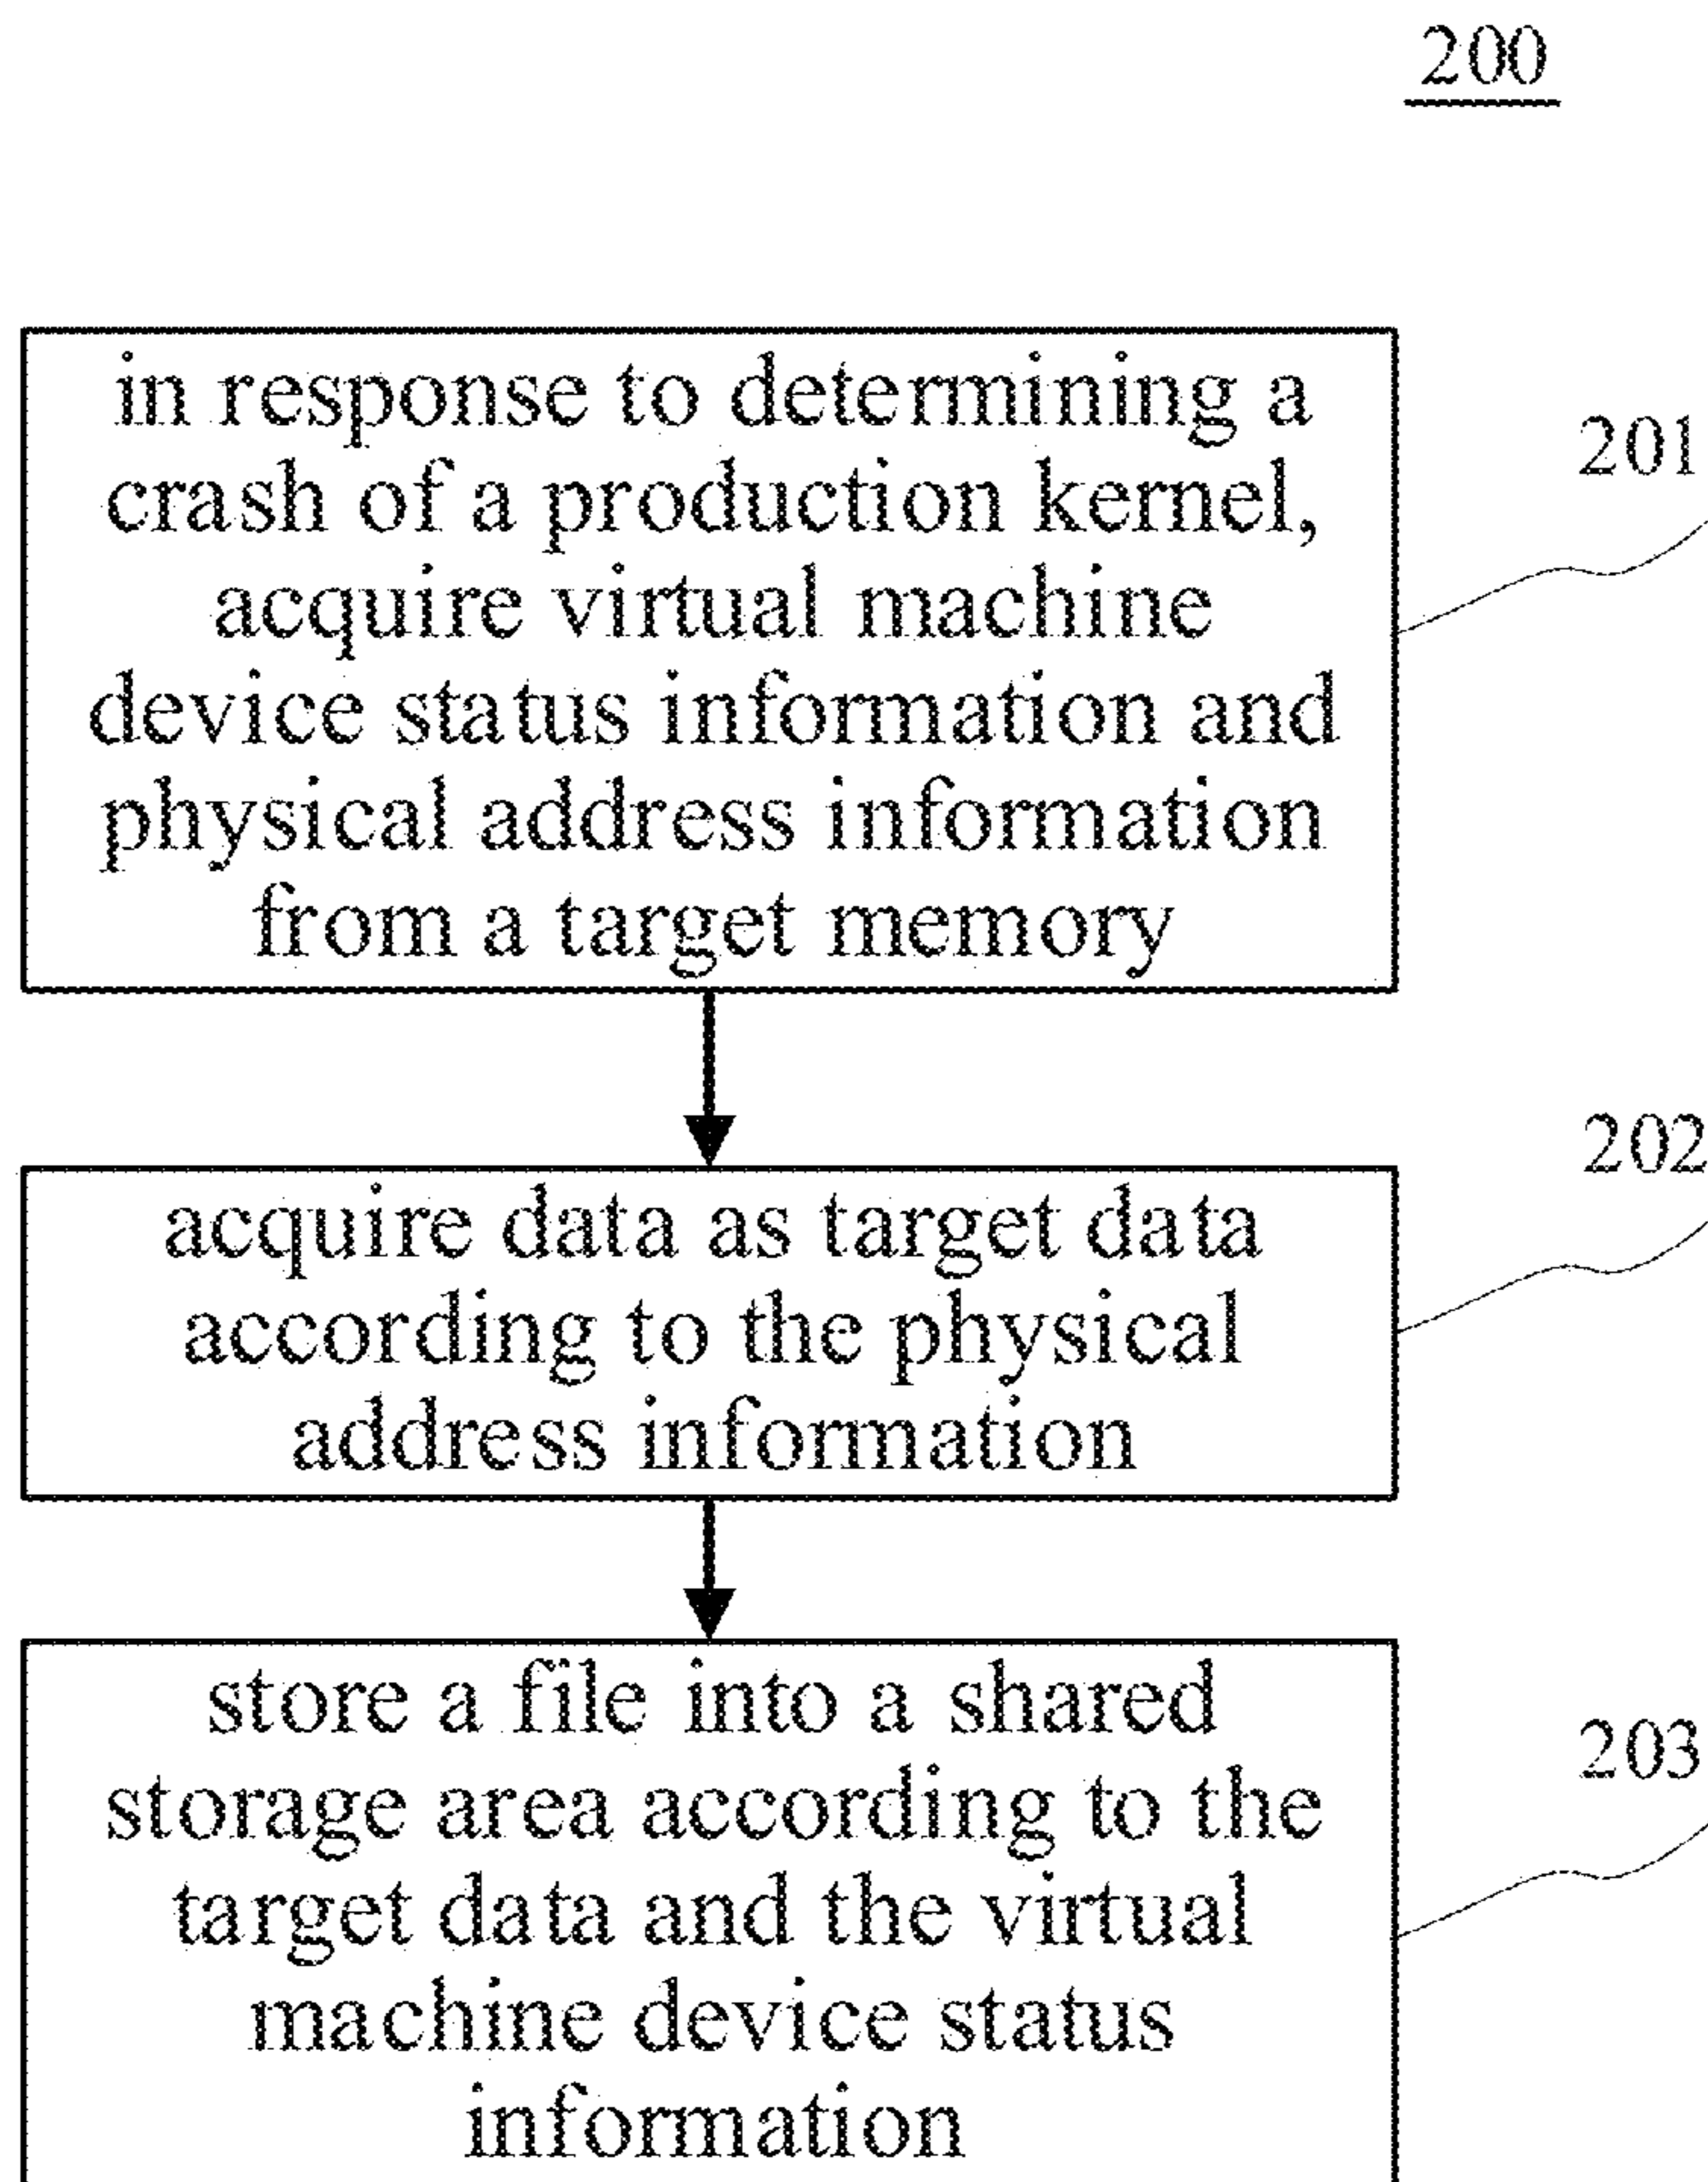 200
in response to determining a
crash of a production kernel,
acquire virtual machine
device status information and
physical address information
from a target memory
201
acquire data as target data
according to the physical
address information
202
store a file into a shared
storage area according to the
target data and the virtual
machine device status
information
203